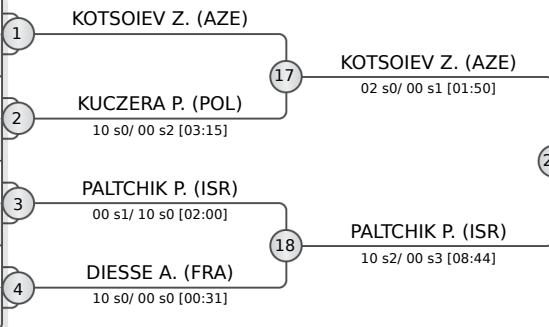 KOTSOIEV Z. (AZE)
1
17
KOTSOIEV Z. (AZE)
02 s0/ 00 s1 [01:50]
KUCZERA P. (POL)
2
10 s0/ 00 s2 [03:15]
PALTCHIK P. (ISR)
3
00 s1/ 10 s0 [02:00]
18
PALTCHIK P. (ISR)
10 s2/ 00 s3 [08:44]
DIESSE A. (FRA)
4
10 s0/ 00 s0 [00:31]